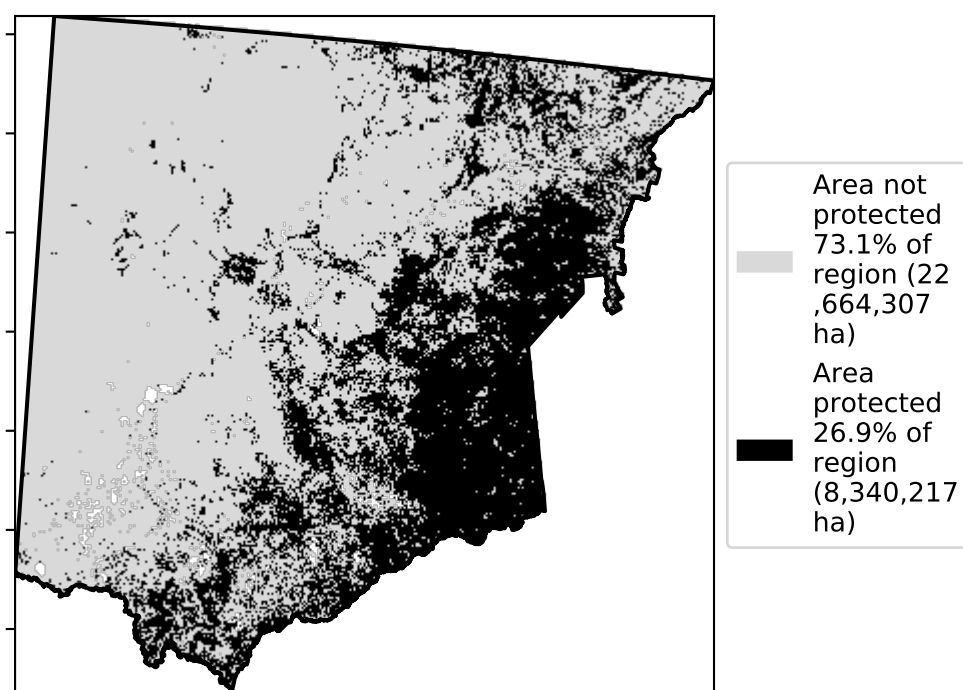 Area not
protected
73.1% of
region (22
,664,307
ha)
Area
protected
26.9% of
region
(8,340,217
ha)